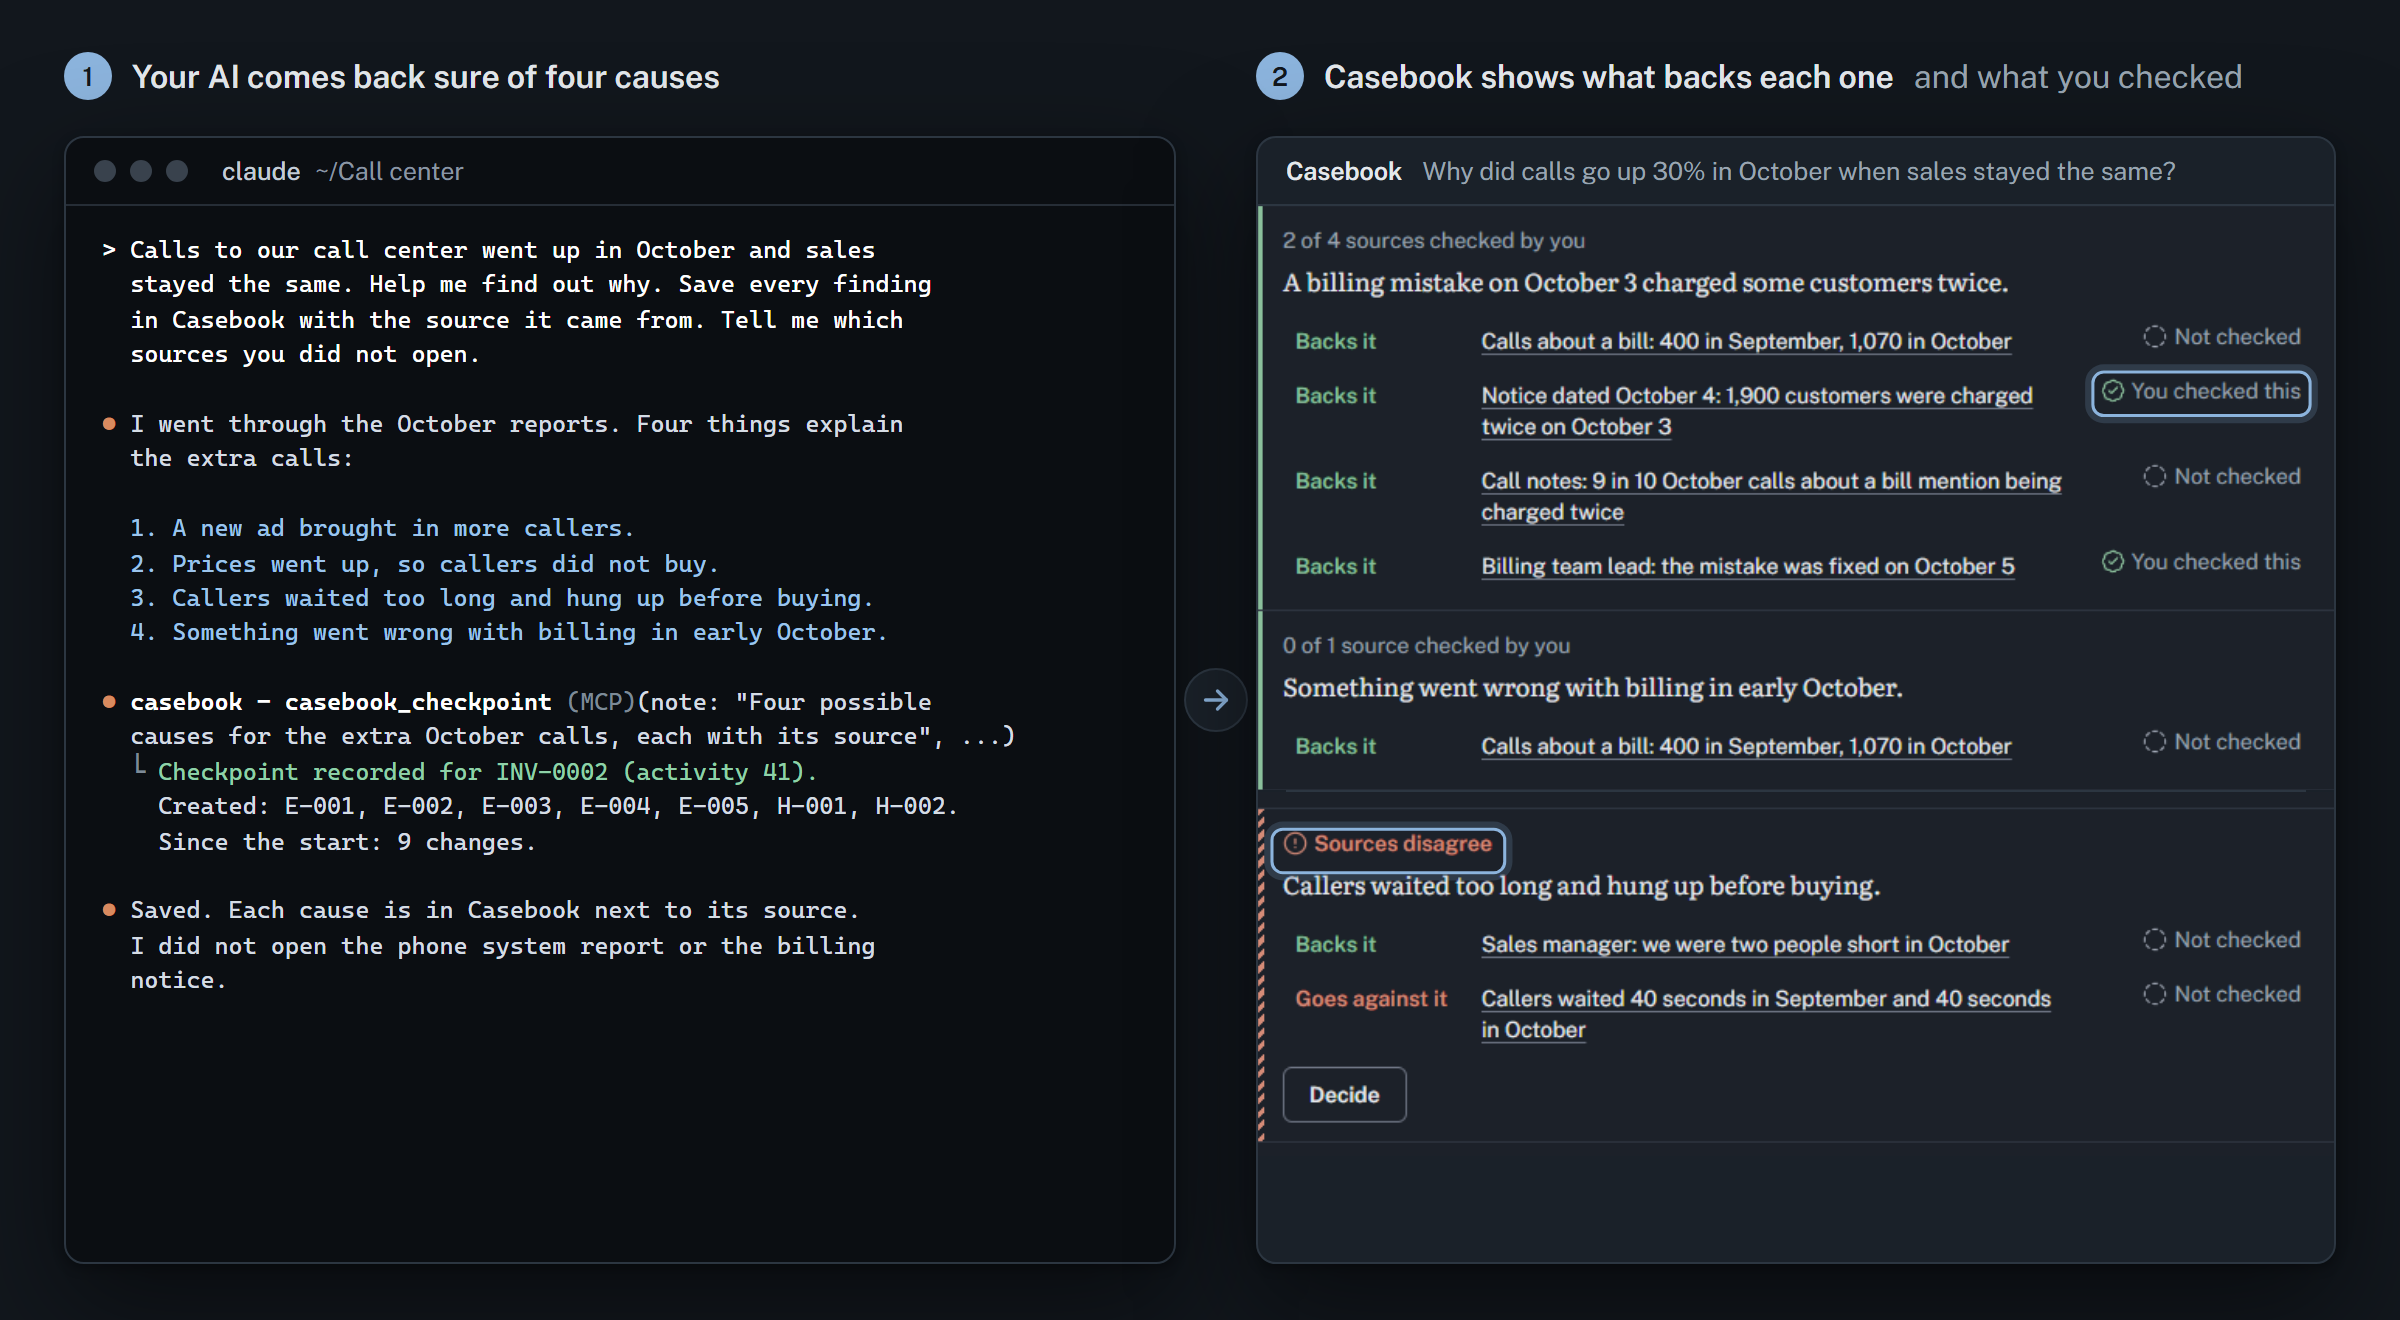 1 Your AI comes back sure of four causes
claude ~/Call center
> Calls to our call center went up in October and sales
stayed the same. Help me find out why. Save every finding
in Casebook with the source it came from. Tell me which
sources you did not open.
I went through the October reports. Four things explain
the extra calls:
1. A new ad brought in more callers.
2. Prices went up, so callers did not buy.
3. Callers waited too long and hung up before buying.
4. Something went wrong with billing in early October.
casebook - casebook_checkpoint (MCP)(note: "Four possible
causes for the extra October calls, each with its source", ...)
Checkpoint recorded for INV-0002 (activity 41).
Created: E-001, E-002, E-003, E-004, E-005, H-001, H-002.
Since the start: 9 changes.
Saved. Each cause is in Casebook next to its source.
I did not open the phone system report or the billing
notice.
2 Casebook shows what backs each one and what you checked
Casebook Why did calls go up 30% in October when sales stayed the same?
2 of 4 sources checked by you
A billing mistake on October 3 charged some customers twice.
Backs it Calls about a bill: 400 in September, 1,070 in October Not checked
Backs it Notice dated October 4: 1,900 customers were charged You checked this
twice on October 3
Backs it Call notes: 9 in 10 October calls about a bill mention being Not checked
charged twice
Backs it Billing team lead: the mistake was fixed on October 5 You checked this
0 of 1 source checked by you
Something went wrong with billing in early October.
Backs it Calls about a bill: 400 in September, 1,070 in October Not checked
Sources disagree
Callers waited too long and hung up before buying.
Backs it Sales manager: we were two people short in October Not checked
Goes against it Callers waited 40 seconds in September and 40 seconds Not checked
in October
Decide